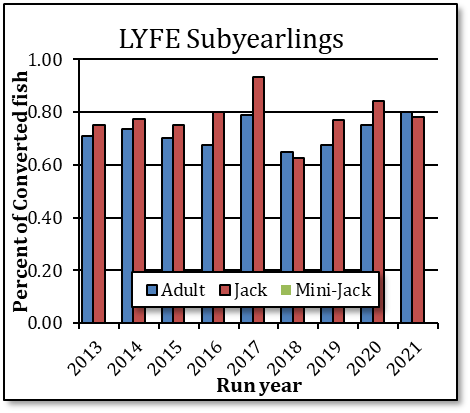 LYFE Subyearlings
Percent of Converted fish
1.00
0.80
0.60
0.40
0.20
0.00
Adult Jack Mini-Jack
2013 2014 2015 2016 2017 2018 2019 2020 2021
Run year